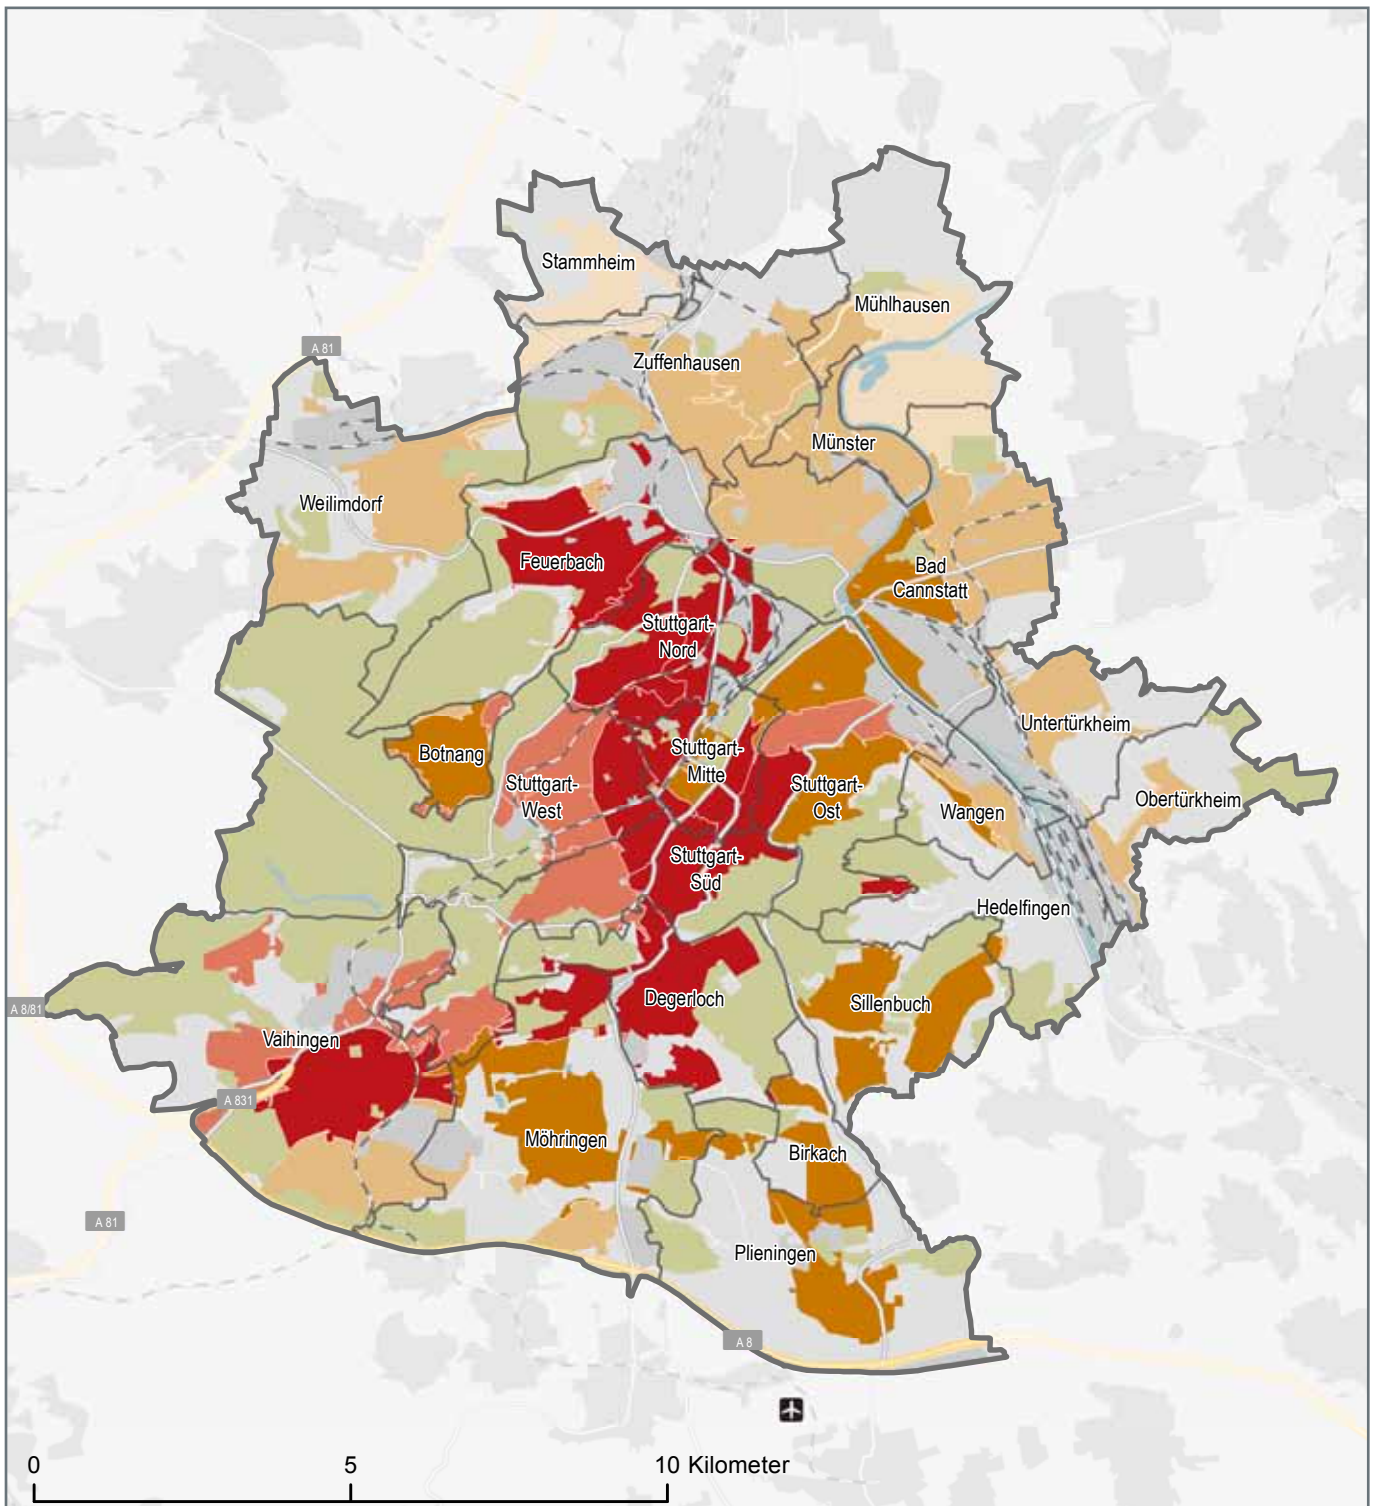 Stammheim
Mühlhausen
A 81
Zuffenhausen
Münster
Weilimdorf
Feuerbach
Bad
Cannstatt
Stuttgart-
Nord
Untertürkheim
Botnang
Stuttgart-
Mitte
Stuttgart-
West
Stuttgart-
Ost
Obertürkheim
Wangen
Stuttgart-
Süd
Hedelfingen
Degerloch
Sillenbuch
A 8/81
Vaihingen
A 831
Möhringen
Birkach
A 81
Plieningen
A 8
0 5 10 Kilometer